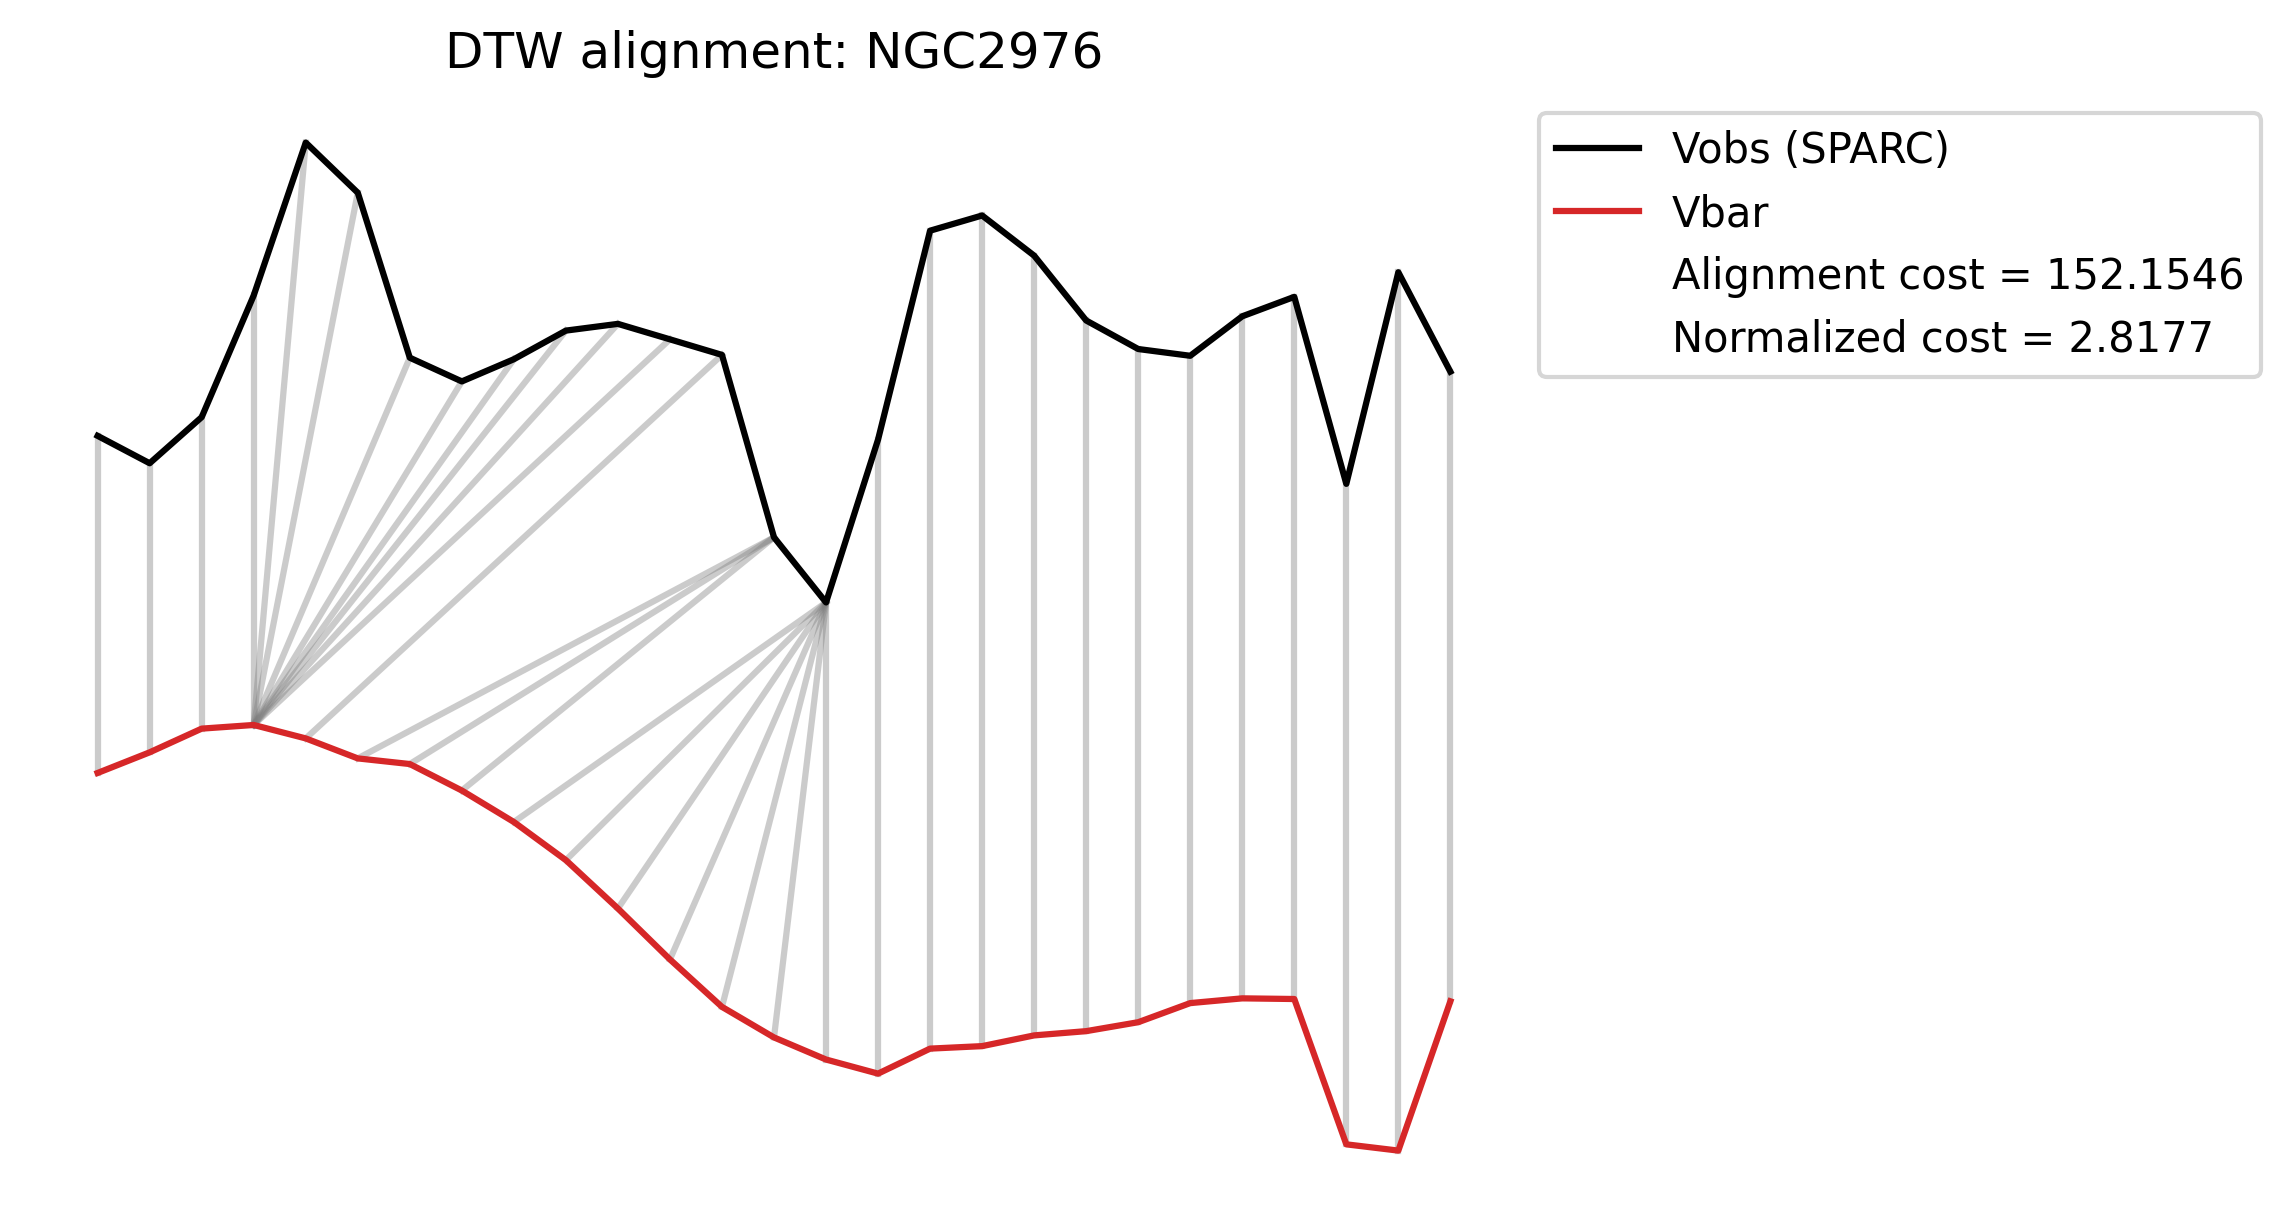 DTW alignment: NGC2976
Vobs (SPARC)
Vbar
Alignment cost = 152.1546
Normalized cost = 2.8177